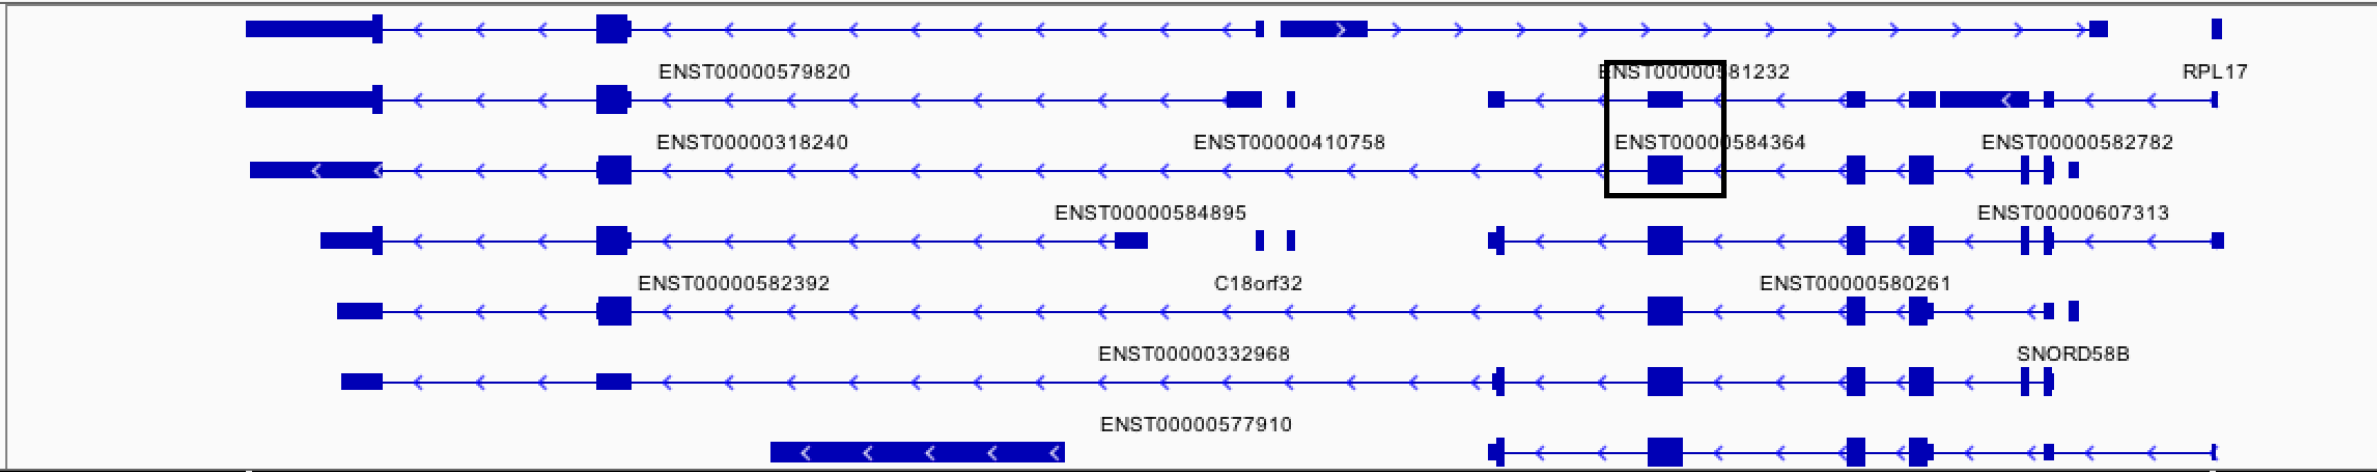 ENST00000579820 ENST00000581232 RPL17
ENST00000318240 ENST00000410758 ENST00000584364 ENST00000582782
ENST00000584895 ENST00000607313
ENST00000582392 C18orf32 ENST00000580261
ENST00000332968 SNORD58B
ENST00000577910